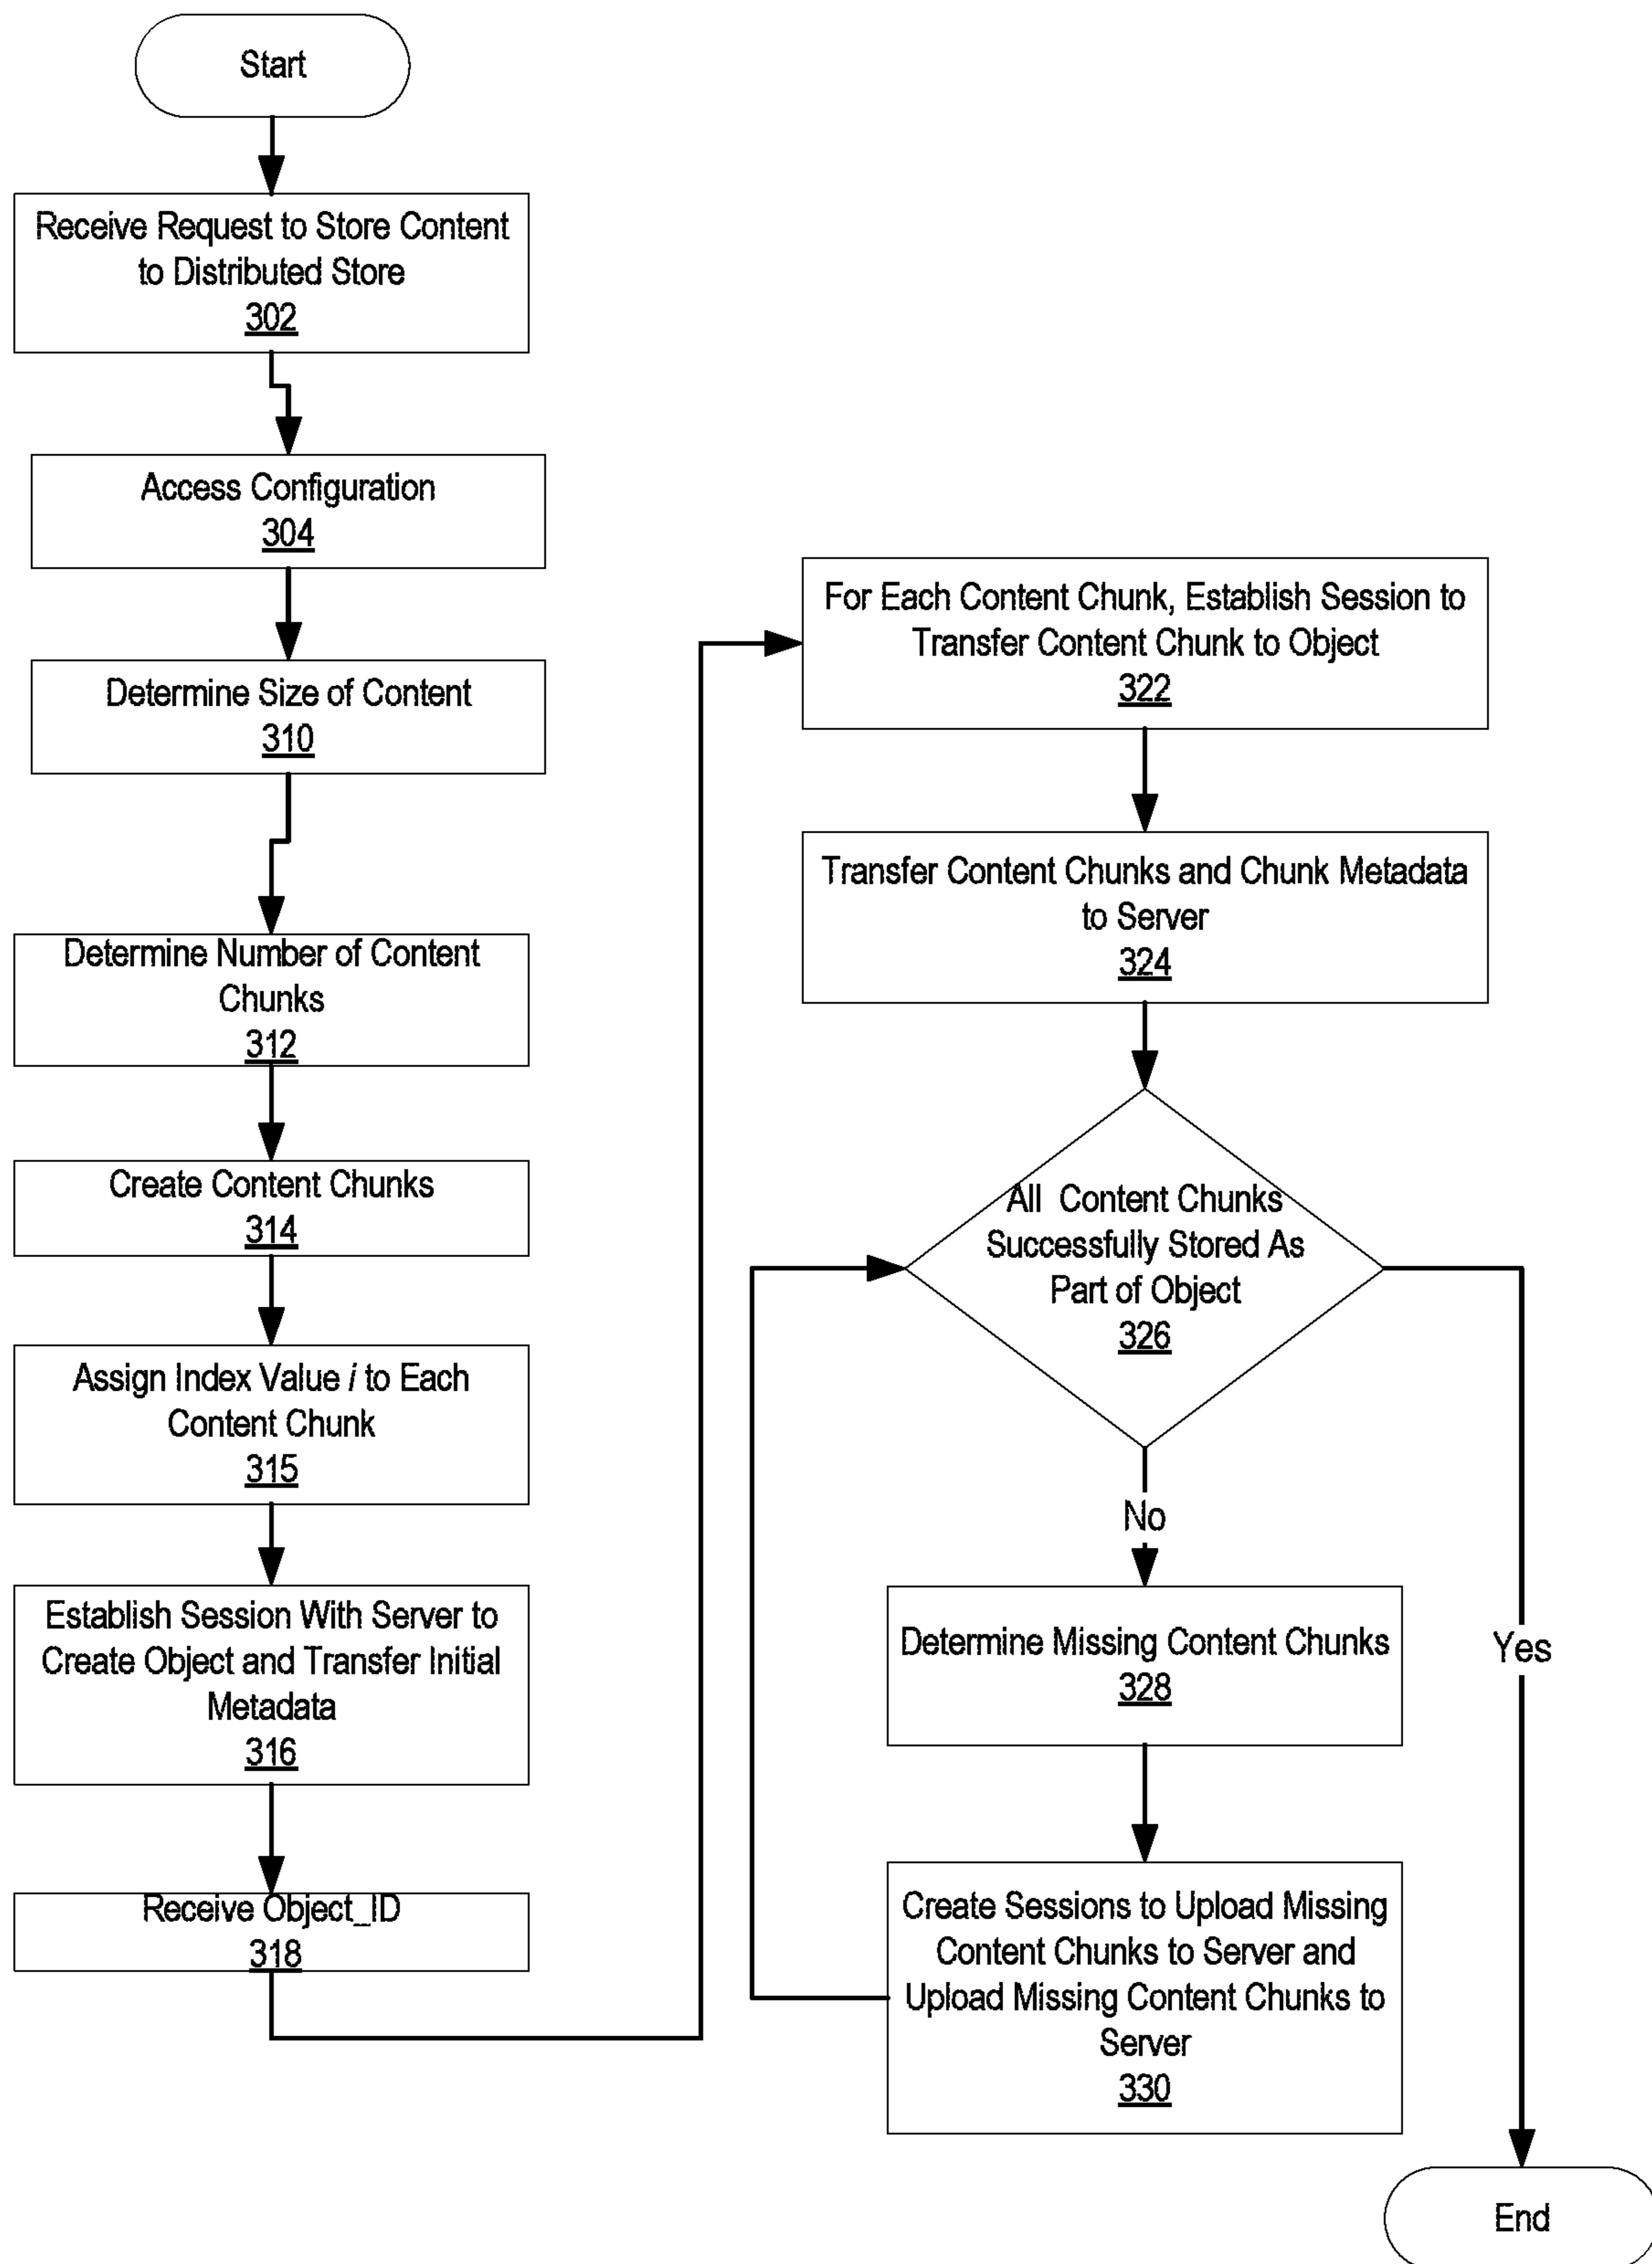 Start
Receive Request to Store Content
to Distributed Store
302
Access Configuration
304
Determine Size of Content
310
Determine Number of Content
Chunks
312
Create Content Chunks
314
Assign Index Value i to Each
Content Chunk
315
Establish Session With Server to
Create Object and Transfer Initial
Metadata
316
Receive Object_ID
318
For Each Content Chunk, Establish Session to
Transfer Content Chunk to Object
322
Transfer Content Chunks and Chunk Metadata
to Server
324
All Content Chunks
Successfully Stored As
Part of Object
326
No
Determine Missing Content Chunks
328
Yes
Create Sessions to Upload Missing
Content Chunks to Server and
Upload Missing Content Chunks to
Server
330
End